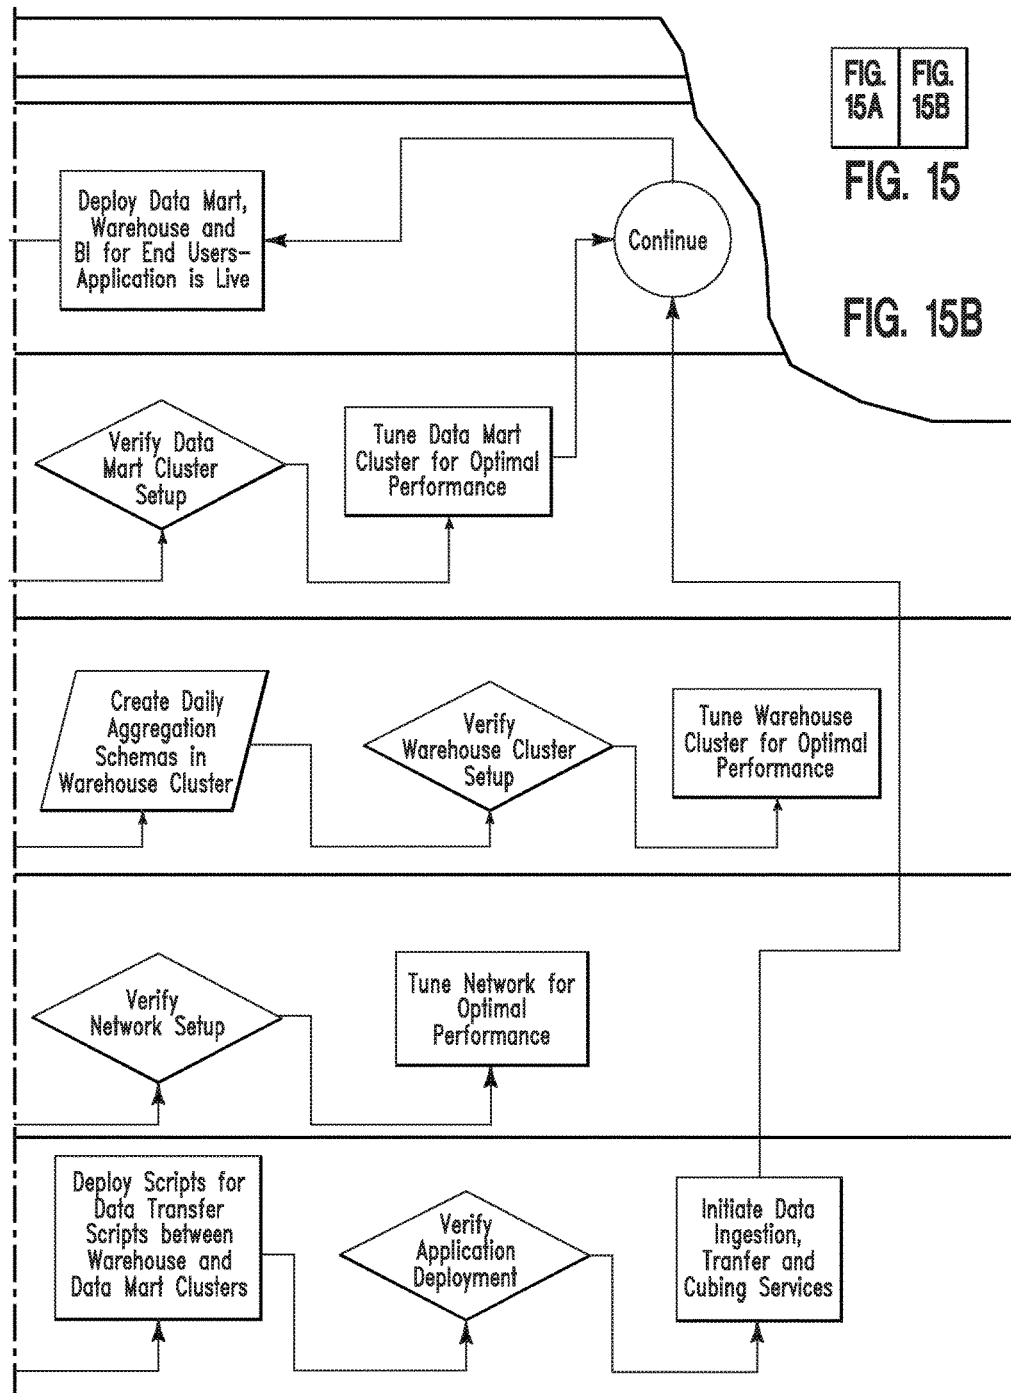 FIG.
15A
FIG.
15B
FIG. 15
FIG. 15B
Deploy Data Mart,
Warehouse and
BI for End Users-
Application is Live
Continue
Verify Data
Mart Cluster
Setup
Tune Data Mart
Cluster for Optimal
Performance
Create Daily
Aggregation
Schemas in
Warehouse Cluster
Verify
Warehouse Cluster
Setup
Tune Warehouse
Cluster for Optimal
Performance
Verify
Network Setup
Tune Network for
Optimal
Performance
Deploy Scripts for
Data Transfer
Scripts between
Warehouse and
Data Mart Clusters
Verify
Application
Deployment
Initiate Data
Ingestion,
Tranfer and
Cubing Services